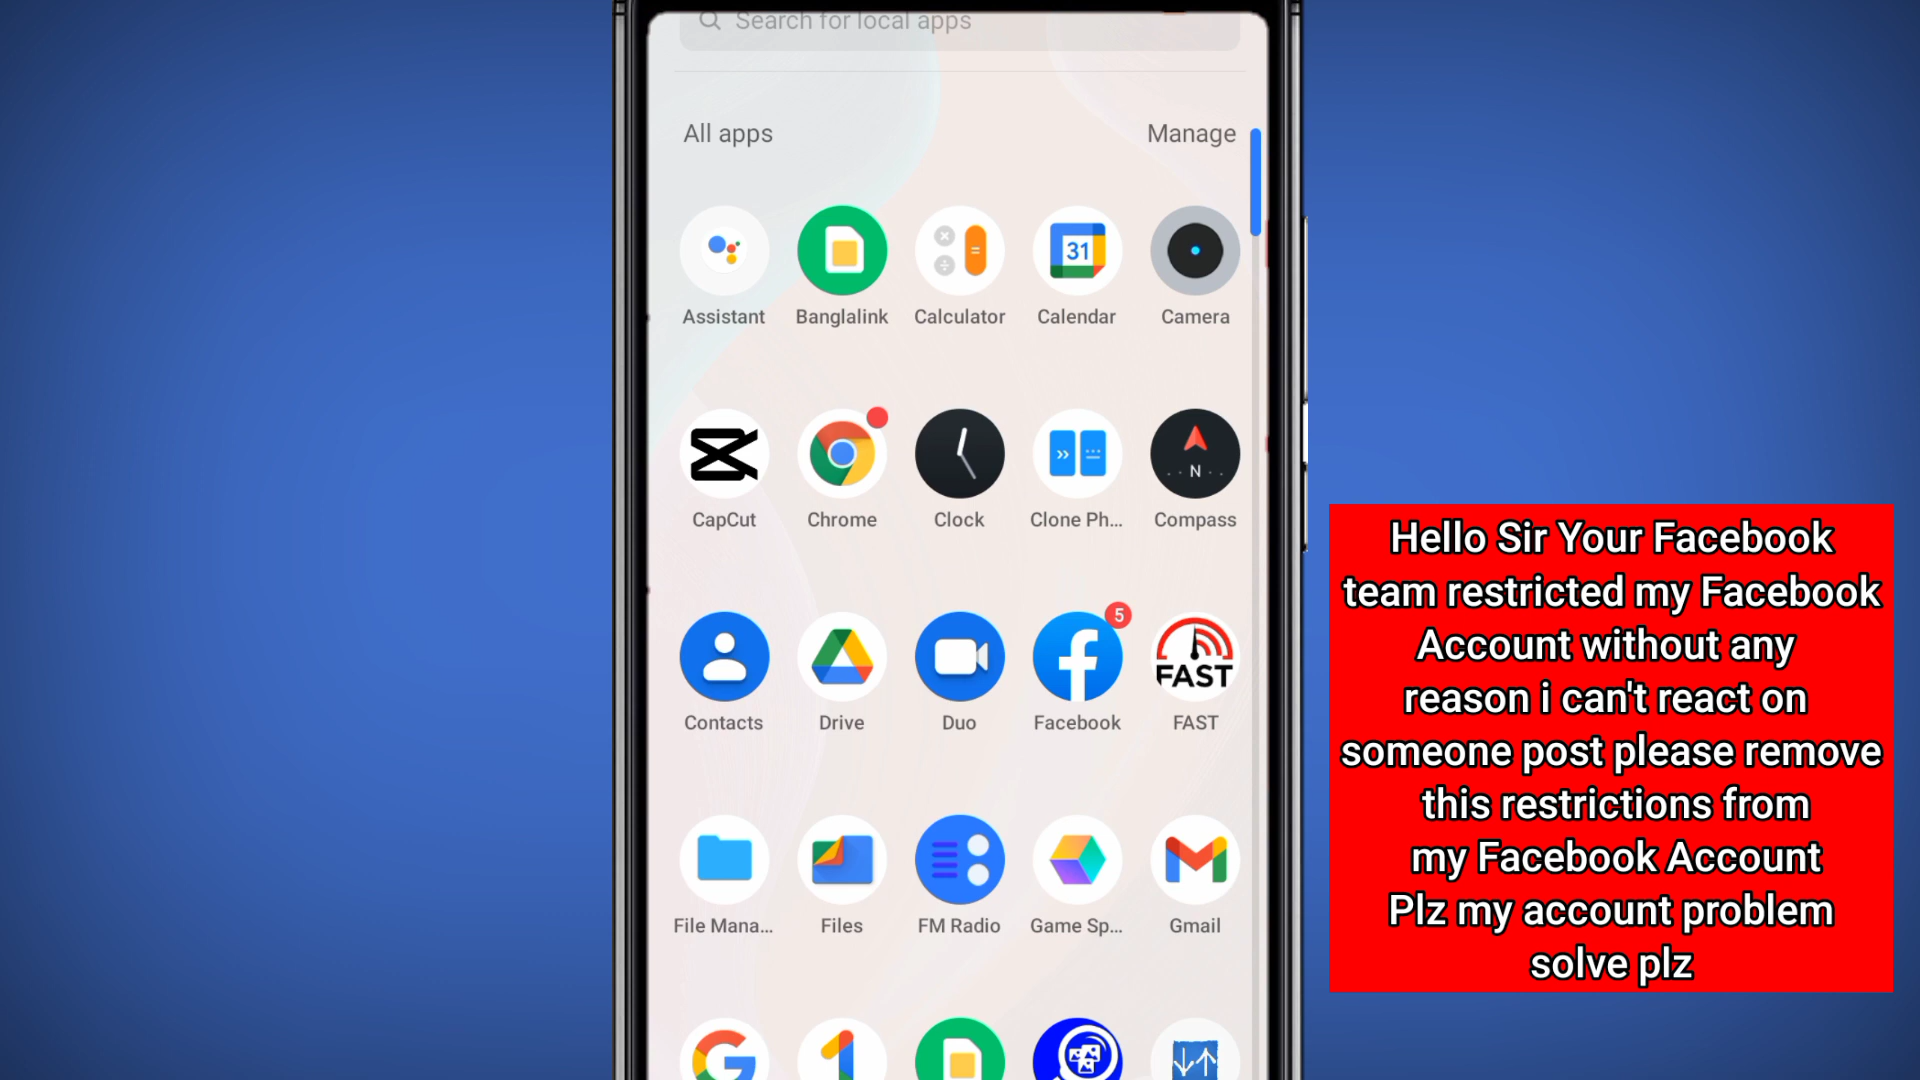 Search for local apps
All apps
Manage
31
Assistant
Banglalink
Calculator
Calendar
Camera
N
CapCut
Chrome
Clock
Clone Ph...
Compass
5
FAST
Contacts
Drive
Duo
Facebook
FAST
File Mana...
Files
FM Radio
Game Sp...
Gmail
Hello Sir Your Facebook
team restricted my Facebook
Account without any
reason i can't react on
someone post please remove
this restrictions from
my Facebook Account
Plz my account problem
solve plz